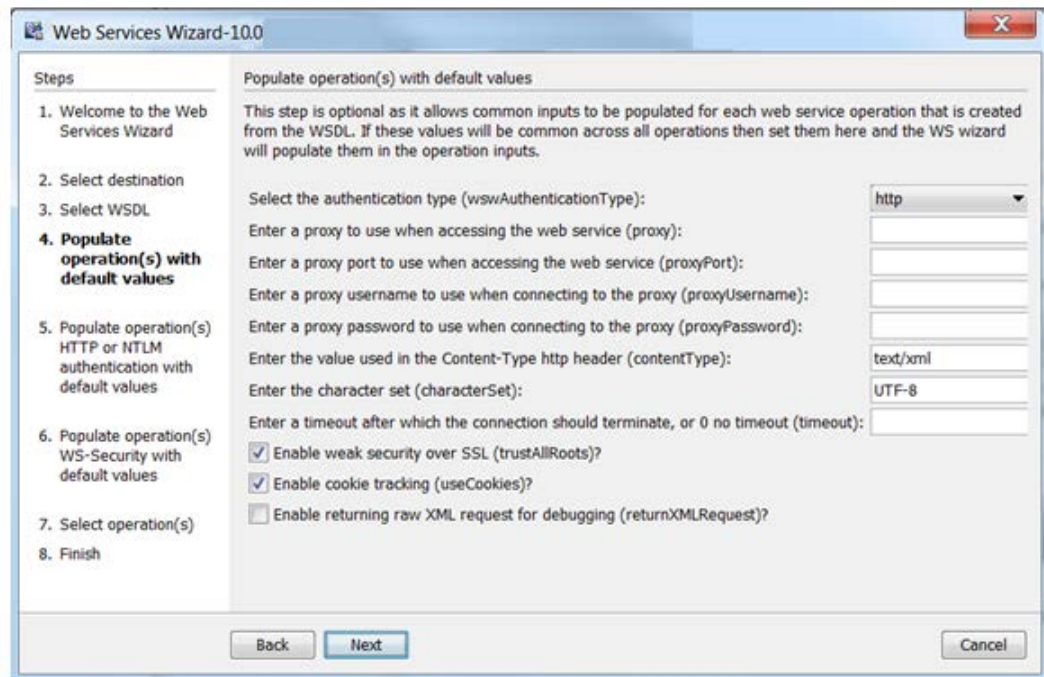 Web Services Wizard-10.0
Steps
1. Welcome to the Web
Services Wizard
2. Select destination
3. Select WSDL
4. Populate
operation(s) with
default values
5. Populate operation(s)
HTTP or NTLM
authentication with
default values
6. Populate operation(s)
WS-Security with
default values
7. Select operation(s)
8. Finish
Populate operation(s) with default values
This step is optional as it allows common inputs to be populated for each web service operation that is created
from the WSDL. If these values will be common across all operations then set them here and the WS wizard
will populate them in the operation inputs.
Select the authentication type (wswAuthenticationType): http
Enter a proxy to use when accessing the web service (proxy):
Enter a proxy port to use when accessing the web service (proxyPort):
Enter a proxy username to use when connecting to the proxy (proxyUsername):
Enter a proxy password to use when connecting to the proxy (proxyPassword):
Enter the value used in the Content-Type http header (contentType): text/xml
Enter the character set (characterSet): UTF-8
Enter a timeout after which the connection should terminate, or 0 no timeout (timeout):
Enable weak security over SSL (trustAllRoots)?
Enable cookie tracking (useCookies)?
Enable returning raw XML request for debugging (returnXMLRequest)?
Back Next Cancel